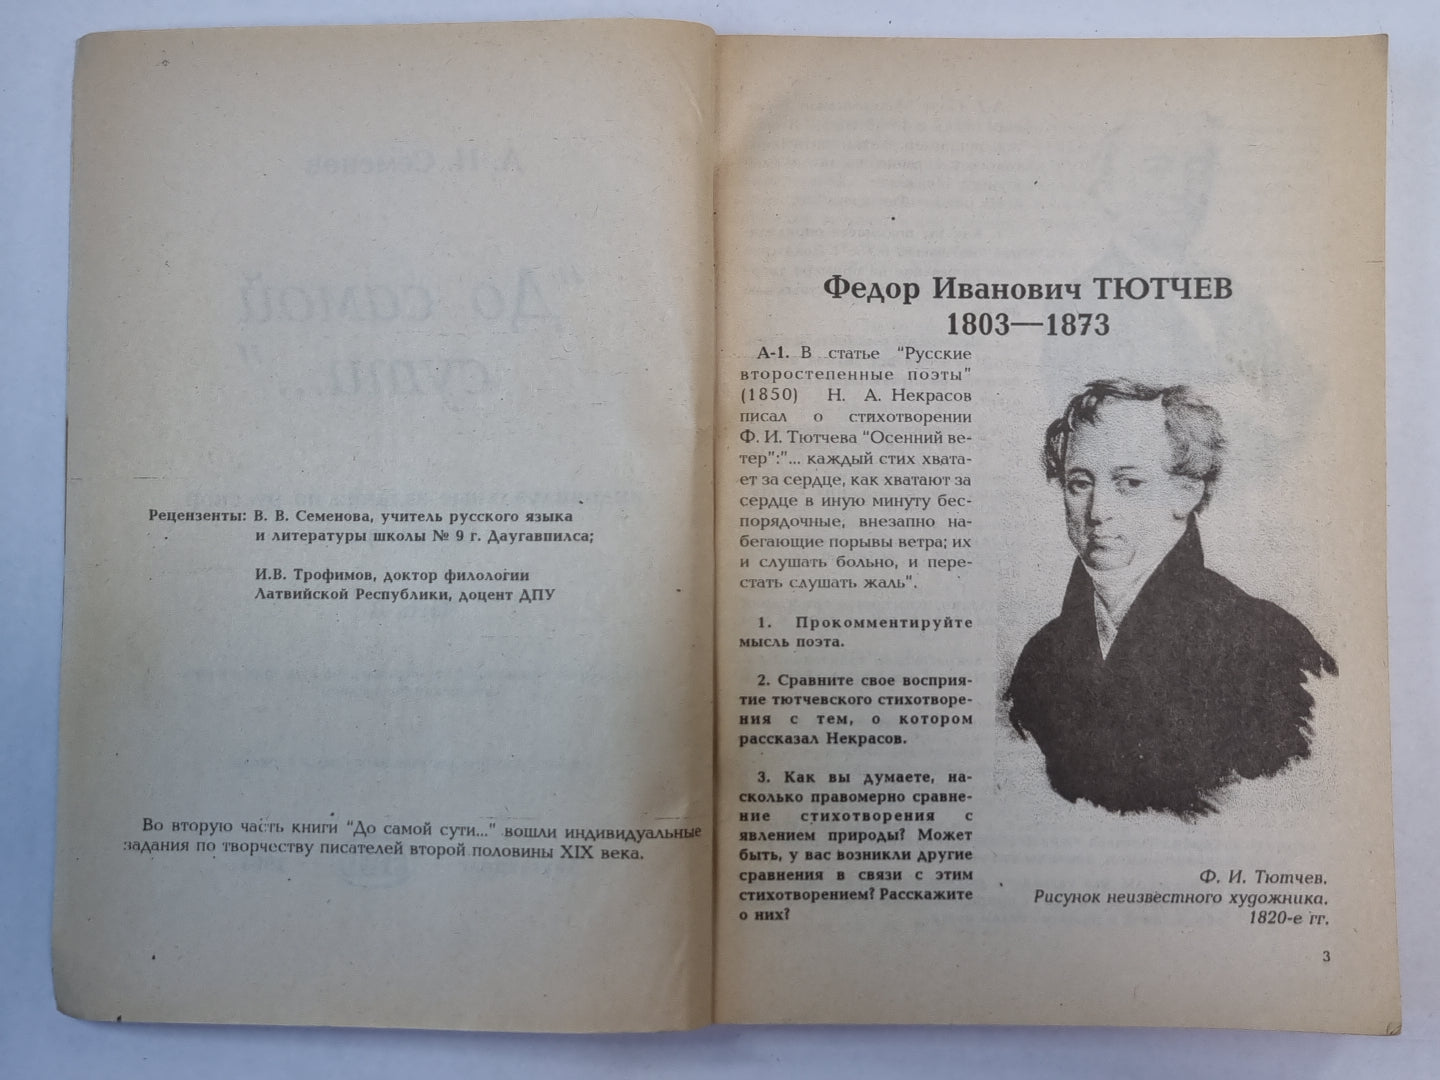 Рецензенты: В. В. Семенова, учитель русского языка
и литературы школы № 9 г. Даугавпилса;
И.В. Трофимов, доктор филологии
Латвийской Республики, доцент ДПУ
Во вторую часть книги "До самой сути..." вошли индивидуальные
задания по творчеству писателей второй половины XIX века.
Федор Иванович ТЮТЧЕВ
1803—1873
А-1. В статье "Русские
второстепенные поэты"
(1850) Н. А. Некрасов
писал о стихотворении
Ф. И. Тютчева "Осенний ве-
тер":"... каждый стих хвата-
ет за сердце, как хватают за
сердце в иную минуту бес-
порядочные, внезапно на-
бегающие порывы ветра; их
и слушать больно, и пере-
стать слушать жаль".
1. Прокомментируйте
мысль поэта.
2. Сравните свое восприя-
тие тютчевского стихотворе-
ния с тем, о котором
рассказал Некрасов.
3. Как вы думаете, на-
сколько правомерно сравне-
ние стихотворения с
явлением природы? Может
быть, у вас возникли другие
сравнения в связи с этим
стихотворением? Расскажите
о них?
Ф. И. Тютчев.
Рисунок неизвестного художника.
1820-е гг.
3